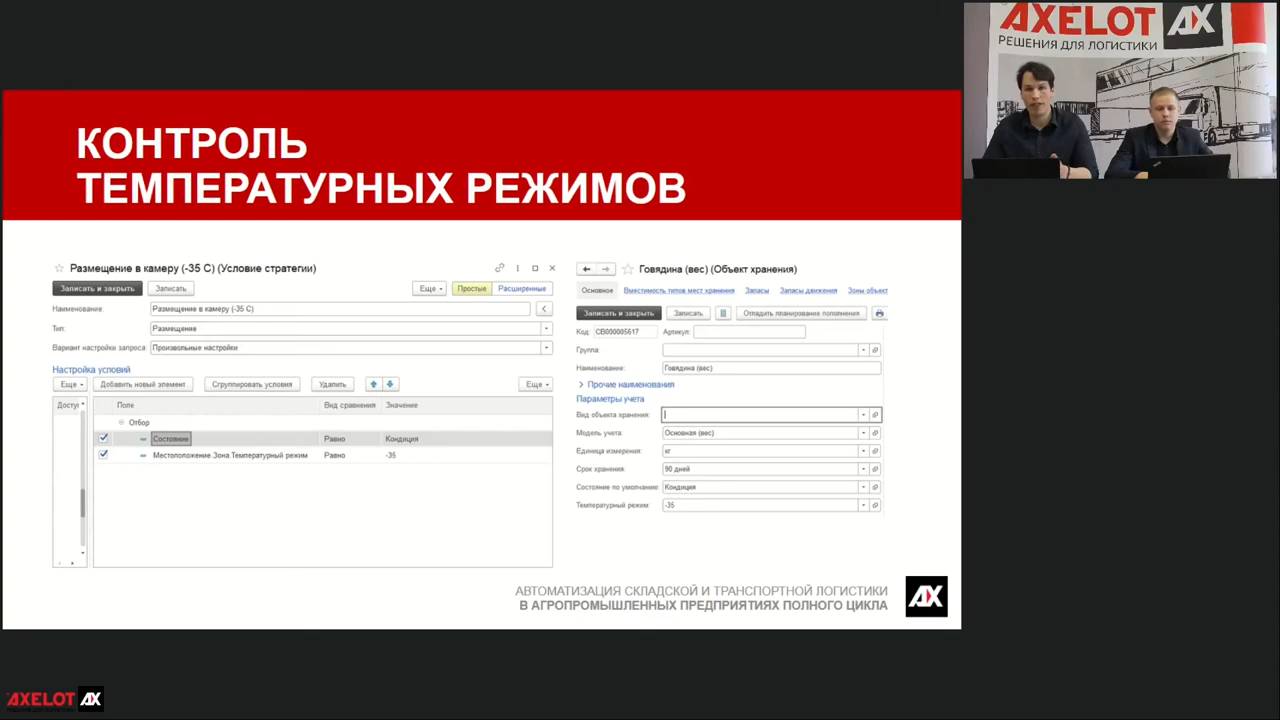 AXELOT
РЕШЕНИЯ ДЛЯ ЛОГИСТИКИ
КОНТРОЛЬ
ТЕМПЕРАТУРНЫХ РЕЖИМОВ
Размещение в камеру (-35 С) (Условие стратегии)
Записать и закрыть
Записать
Еще
Простые
Расширенные
Наименование:
Размещение в камеру (-35 С)
Тип:
Размещение
Вариант настройки запроса:
Произвольные настройки
Настройка условий
Еще
Добавить новый элемент
Сгруппировать условия
Удалить
Еще
Доступ
Поле
Вид сравнения
Значение
Отбор
Состояние
Равно
Кондиция
Местоположение.Зона.Температурный режим
Равно
-35
Говядина (вес) (Объект хранения)
Основное
Вместимость типов мест хранения
Запасы
Запасы движения
Зоны объект
Записать и закрыть
Записать
Отладить планирование пополнения
Код:
СВ000005617
Артикул:
Группа:
Наименование:
Говядина (вес)
Прочие наименования
Параметры учета
Вид объекта хранения:
Модель учета:
Основная (вес)
Единица измерения:
кг
Срок хранения:
90 дней
Состояние по умолчанию:
Кондиция
Температурный режим:
-35
АВТОМАТИЗАЦИЯ СКЛАДСКОЙ И ТРАНСПОРТНОЙ ЛОГИСТИКИ
В АГРОПРОМЫШЛЕННЫХ ПРЕДПРИЯТИЯХ ПОЛНОГО ЦИКЛА
AX
AXELOT AX
РЕШЕНИЯ ДЛЯ ЛОГИСТИКИ